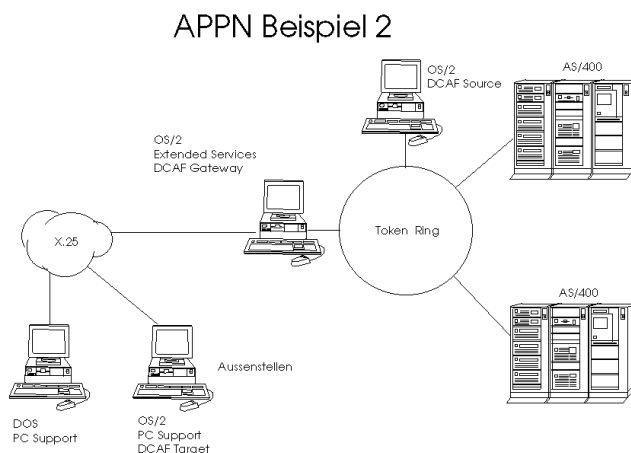 APPN Beispiel 2
OS/2
DCAF Source
AS/400
OS/2
Extended Services
DCAF Gateway
Token Ring
X.25
AS/400
Aussenstellen
DOS
PC Support
OS/2
PC Support
DCAF Target